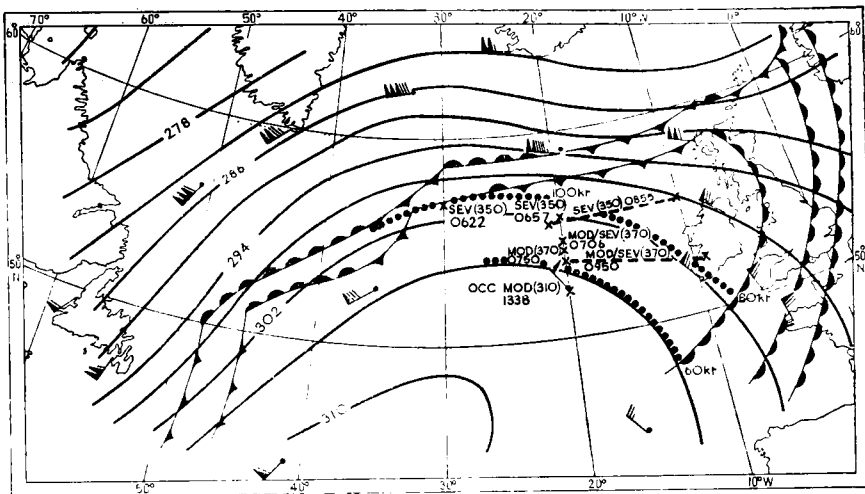 70° 60° 50° 40° 30° 20° 10°W 0°
60° 60°
278
286
294
302
310
100kt
SEV(350) 0622
SEV(350) 0657
SEV(350) 0855
MOD/SEV(370) 0706
MOD(370) 0750
MOD/SEV(370) 0950
OCC MOD(310) 1338
80kt
60kt
50° N
50° N
50° 40° 30° 20° 10°W